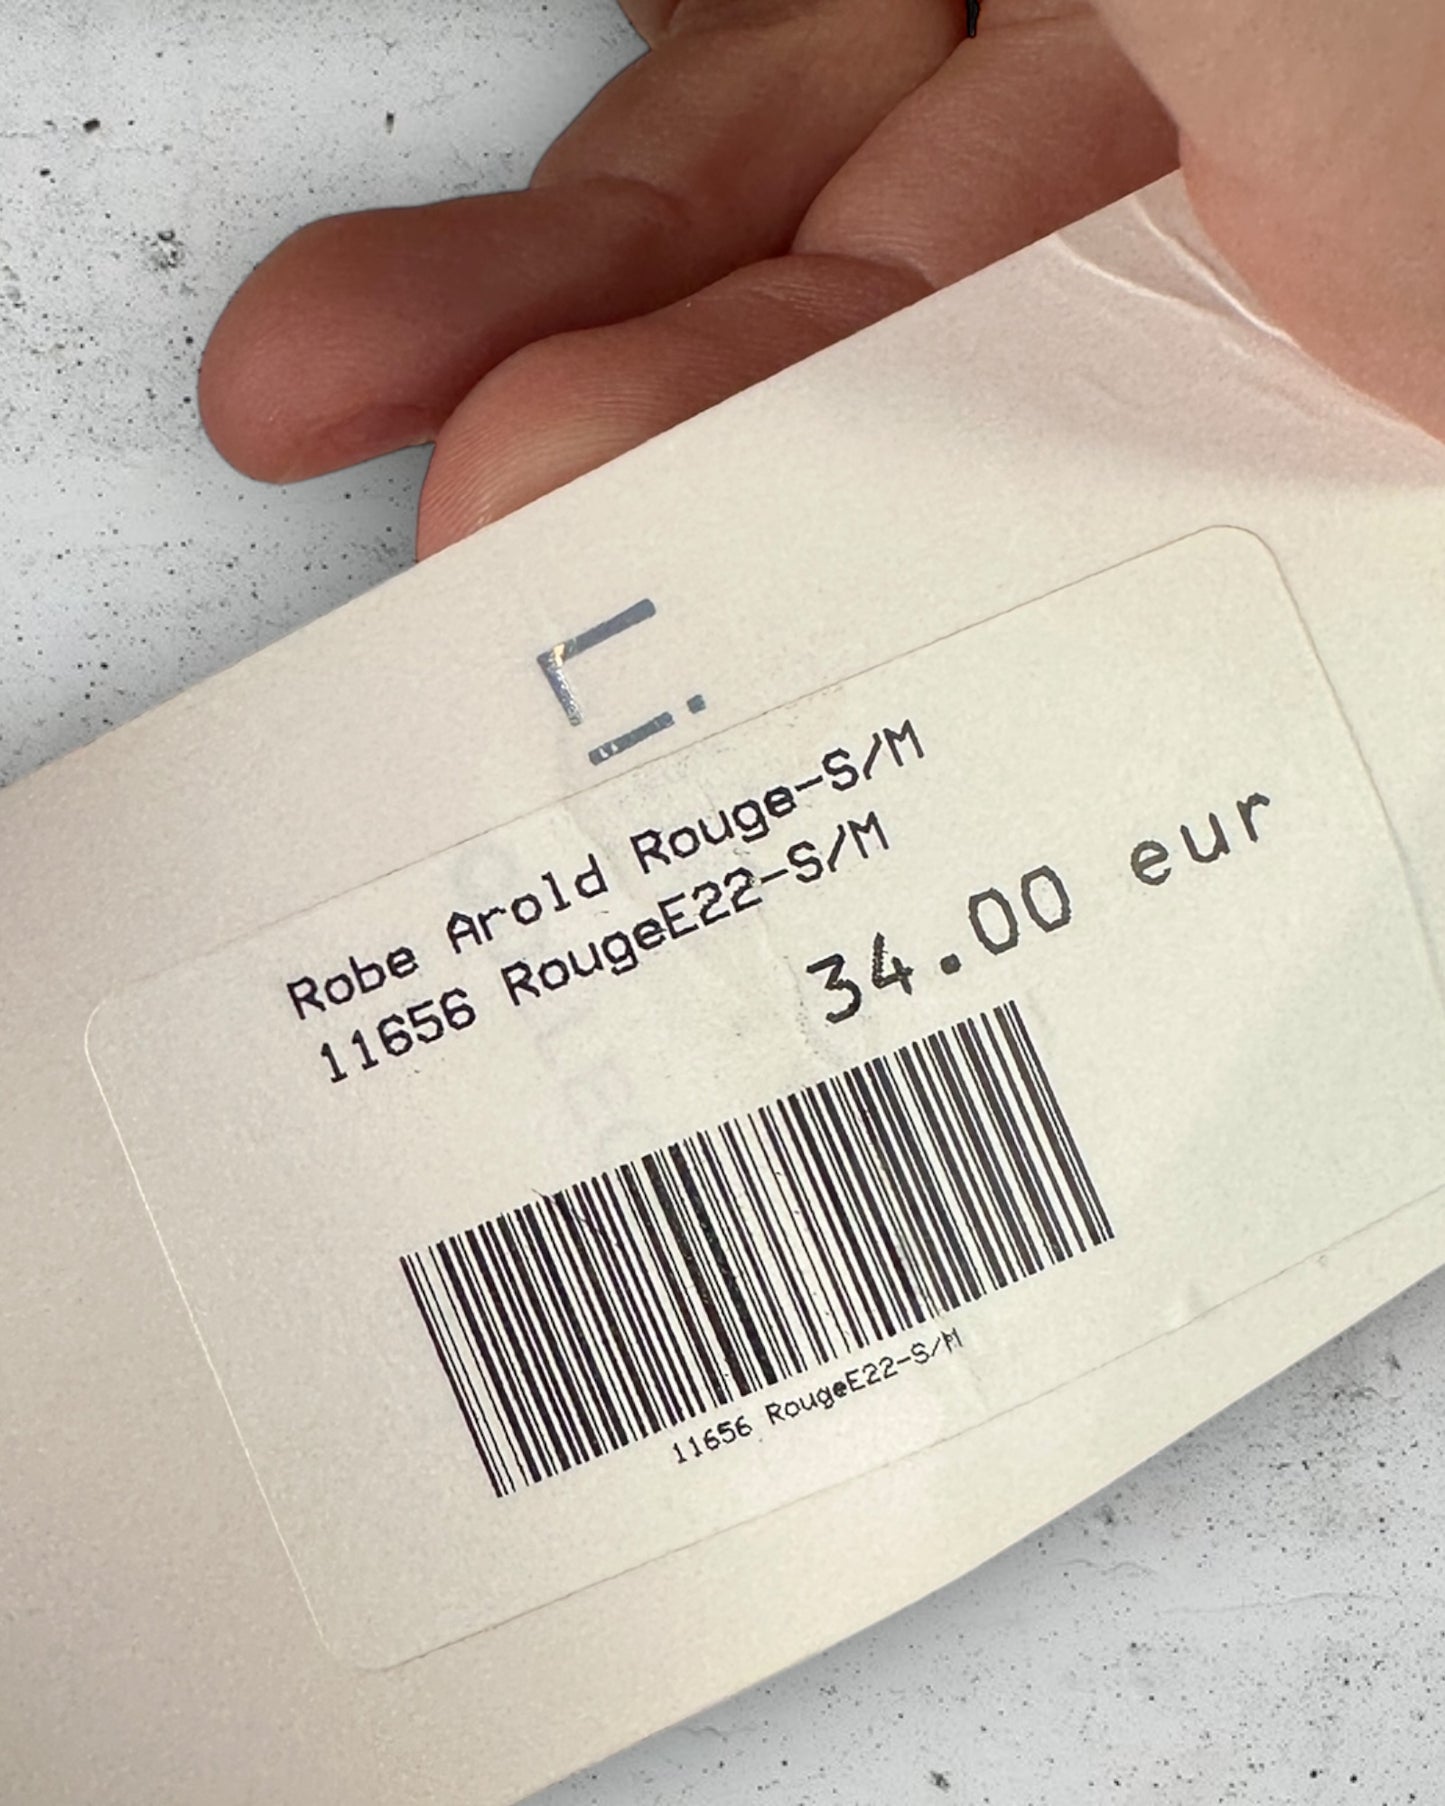 Robe Arold Rouge-S/M
11656 RougeE22-S/M
34.00 eur
11656 RougeE22-S/M